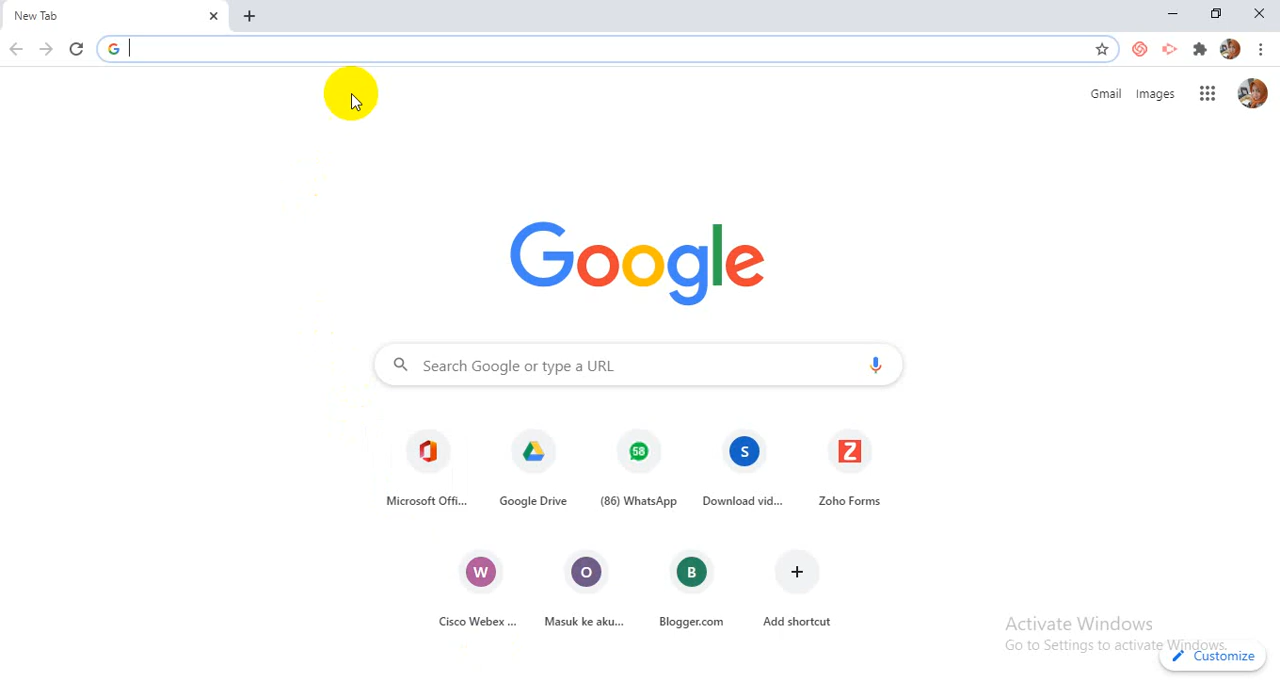 New Tab
Gmail Images
Google
Search Google or type a URL
Microsoft Offi... Google Drive (86) WhatsApp Download vid... Zoho Forms
58 S Z
W O B
Cisco Webex ... Masuk ke aku... Blogger.com Add shortcut
Activate Windows
Go to Settings to activate Windows.
Customize